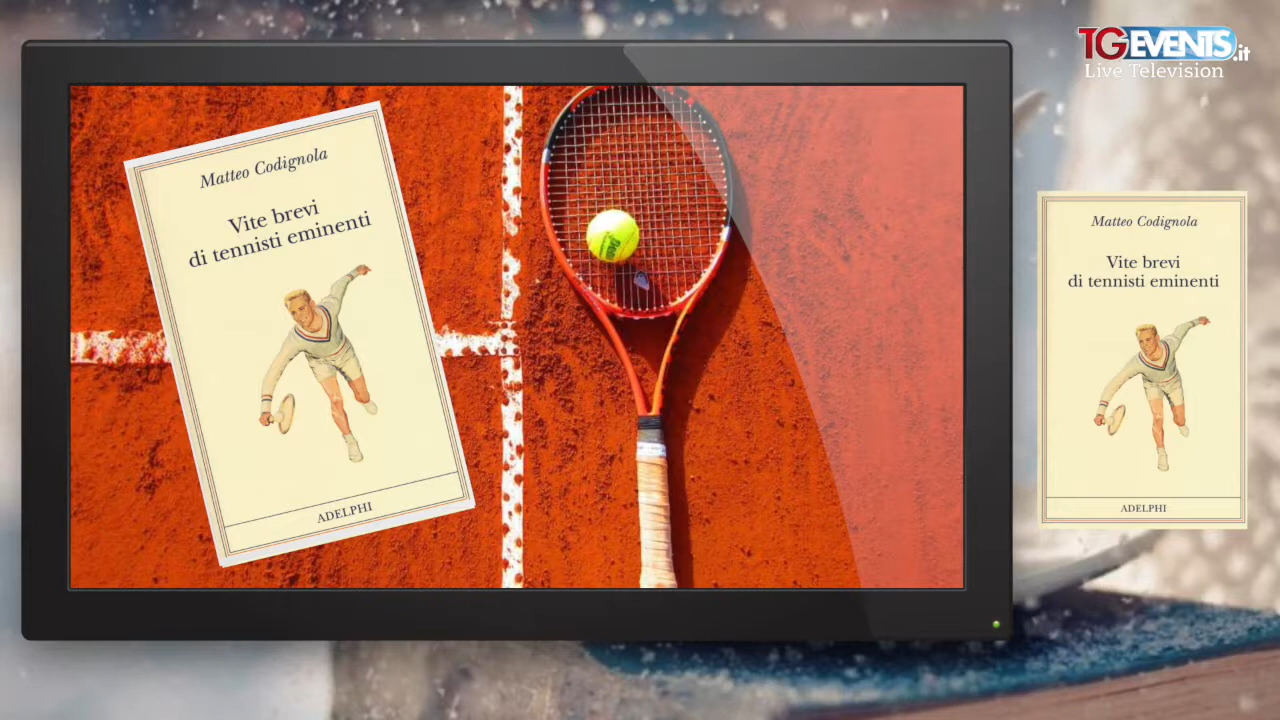 TGEVENTS.it
Live Television
Matteo Codignola
Vite brevi
di tennisti eminenti
ADELPHI
Matteo Codignola
Vite brevi
di tennisti eminenti
ADELPHI